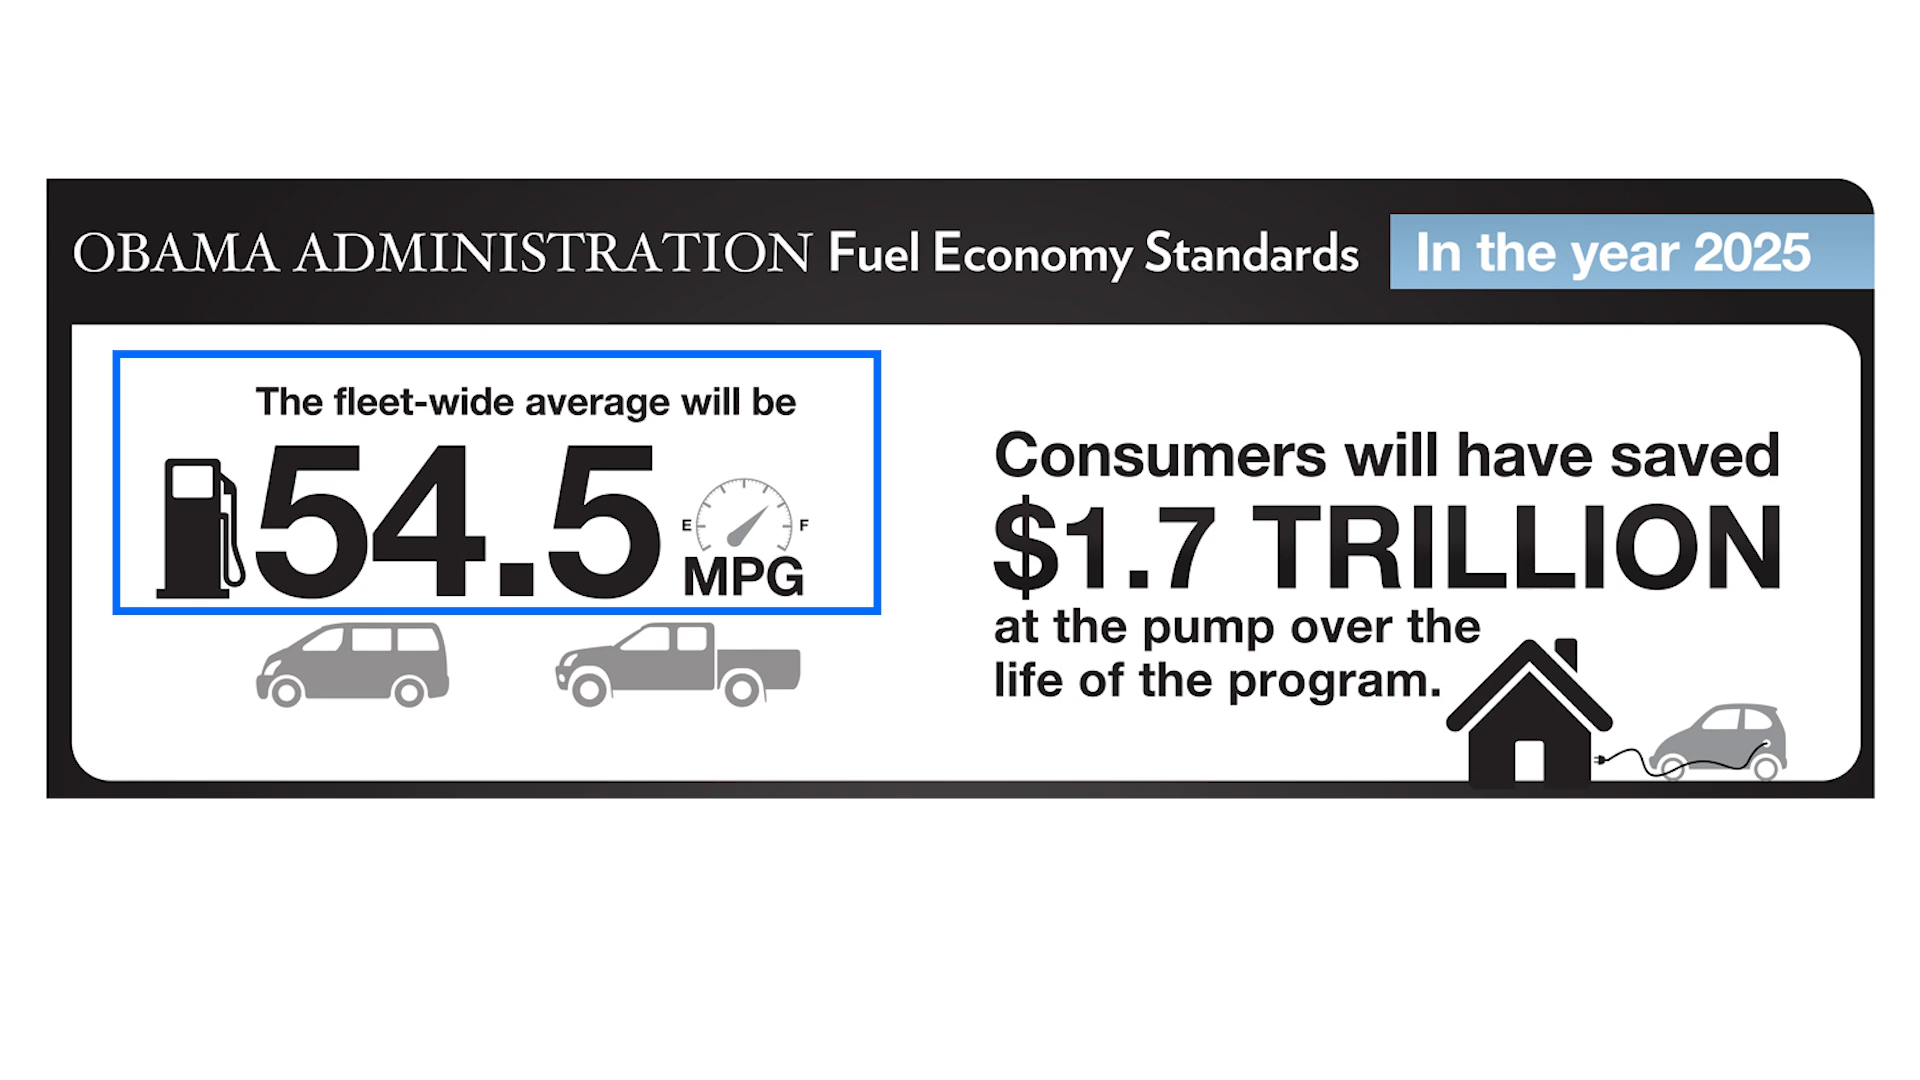 OBAMA ADMINISTRATION Fuel Economy Standards
In the year 2025
The fleet-wide average will be
54.5
E F
MPG
Consumers will have saved
$1.7 TRILLION
at the pump over the
life of the program.